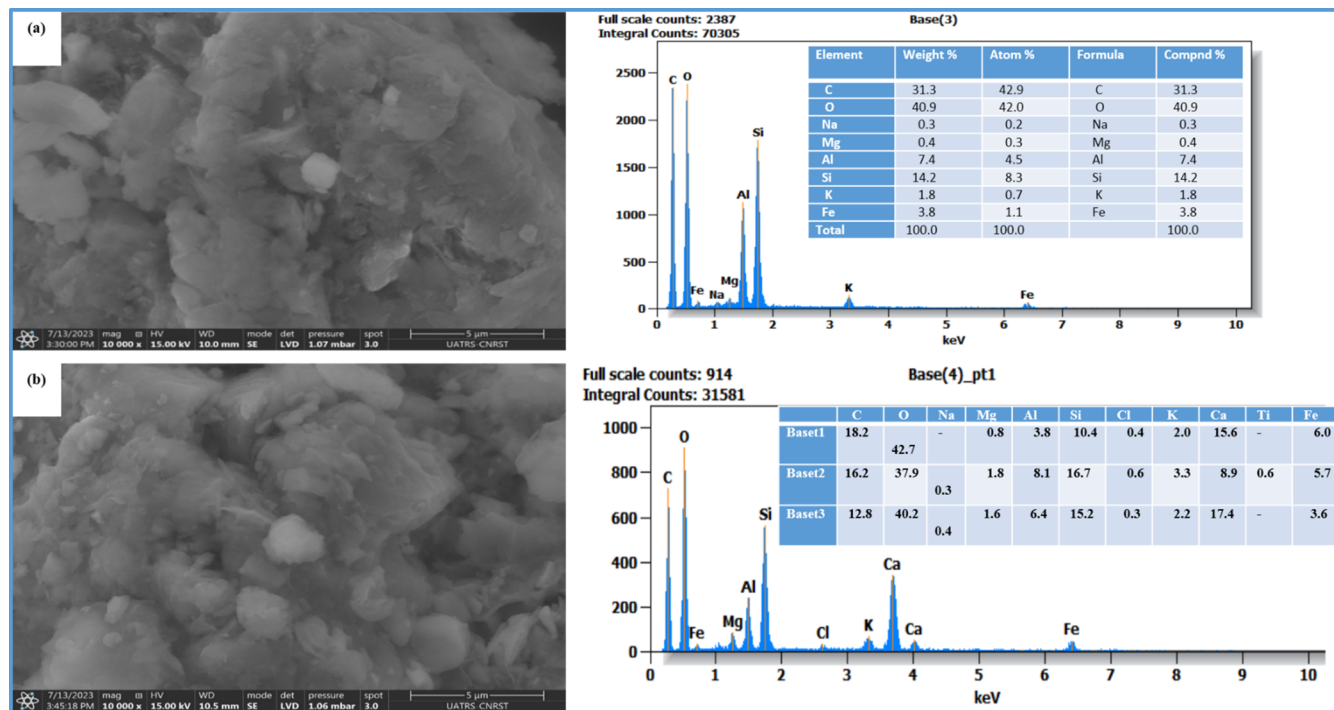 (a)
7/13/2023 mag HV WD mode det pressure spot 5 µm
3:30:00 PM 10 000 x 15.00 kV 10.0 mm SE LVD 1.07 mbar 3.0 UATRS-CNRST
Full scale counts: 2387 Base(3)
Integral Counts: 70305
Element Weight % Atom % Formula Compnd %
C 31.3 42.9 C 31.3
O 40.9 42.0 O 40.9
Na 0.3 0.2 Na 0.3
Mg 0.4 0.3 Mg 0.4
Al 7.4 4.5 Al 7.4
Si 14.2 8.3 Si 14.2
K 1.8 0.7 K 1.8
Fe 3.8 1.1 Fe 3.8
Total 100.0 100.0 100.0
2500
2000
1500
1000
500
0
C O Fe Na Mg Al Si K Fe
0 1 2 3 4 5 6 7 8 9 10
keV
(b)
7/13/2023 mag HV WD mode det pressure spot 5 µm
3:45:18 PM 10 000 x 15.00 kV 10.5 mm SE LVD 1.06 mbar 3.0 UATRS-CNRST
Full scale counts: 914 Base(4)_pt1
Integral Counts: 31581
C O Na Mg Al Si Cl K Ca Ti Fe
Baset1 18.2 42.7 - 0.8 3.8 10.4 0.4 2.0 15.6 - 6.0
Baset2 16.2 37.9 0.3 1.8 8.1 16.7 0.6 3.3 8.9 0.6 5.7
Baset3 12.8 40.2 0.4 1.6 6.4 15.2 0.3 2.2 17.4 - 3.6
1000
800
600
400
200
0
C O Fe Mg Al Si Cl K Ca Ca Fe
0 1 2 3 4 5 6 7 8 9 10
keV